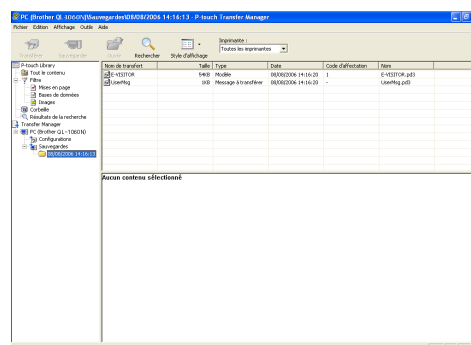 PC (Brother QL-1060N)\Sauvegardes\08/08/2006 14:16:13 - P-touch Transfer Manager
Fichier Edition Affichage Outils Aide
Transférer Sauvegarde Ouvrir Rechercher Style d'affichage
Imprimante :
Toutes les imprimantes
P-touch Library
Tout le contenu
Filtre
Mises en page
Bases de données
Images
Corbeille
Résultats de la recherche
Transfer Manager
PC (Brother QL-1060N)
Configurations
Sauvegardes
08/08/2006 14:16:13
Nom de transfert Taille Type Date Code d'affectation Nom
E-VISITOR 54KB Modèle 08/08/2006 14:16:20 1 E-VISITOR.pd3
UserMsg 1KB Message à transférer 08/08/2006 14:16:20 - UserMsg.pd3
Aucun contenu sélectionné